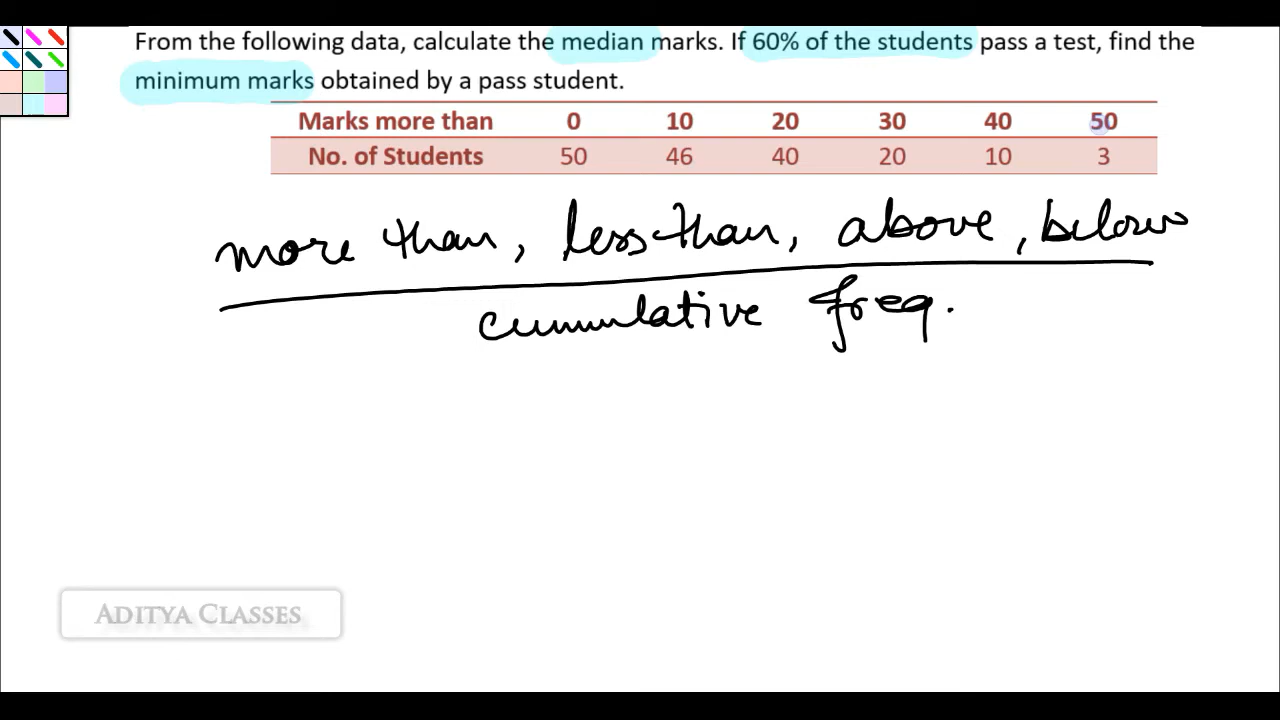 From the following data, calculate the median marks. If 60% of the students pass a test, find the
minimum marks obtained by a pass student.
Marks more than 0 10 20 30 40 50
No. of Students 50 46 40 20 10 3
more than, less than, above, below
cumulative freq.
ADITYA CLASSES